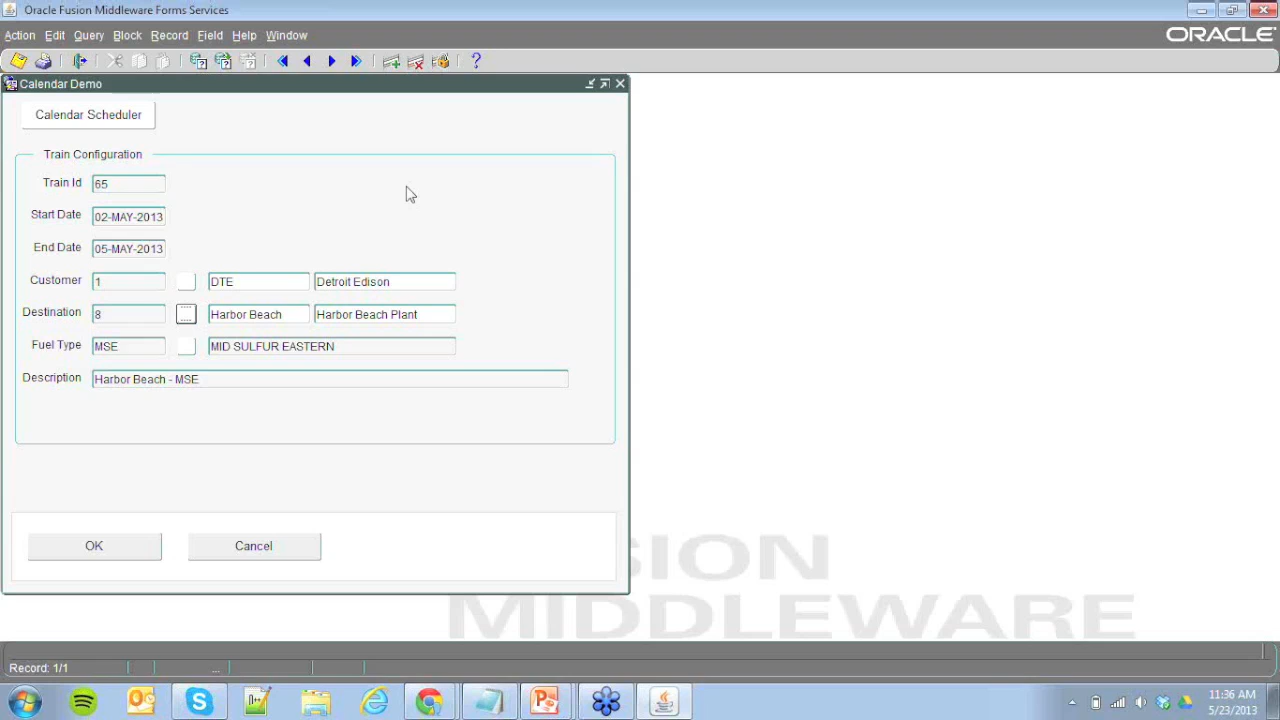 Oracle Fusion Middleware Forms Services
Action Edit Query Block Record Field Help Window
ORACLE
Calendar Demo
Calendar Scheduler
Train Configuration
Train Id 65
Start Date 02-MAY-2013
End Date 05-MAY-2013
Customer 1 DTE Detroit Edison
Destination 8 Harbor Beach Harbor Beach Plant
Fuel Type MSE MID SULFUR EASTERN
Description Harbor Beach - MSE
OK Cancel
SION
MIDDLEWARE
Record: 1/1 ...
11:36 AM
5/23/2013